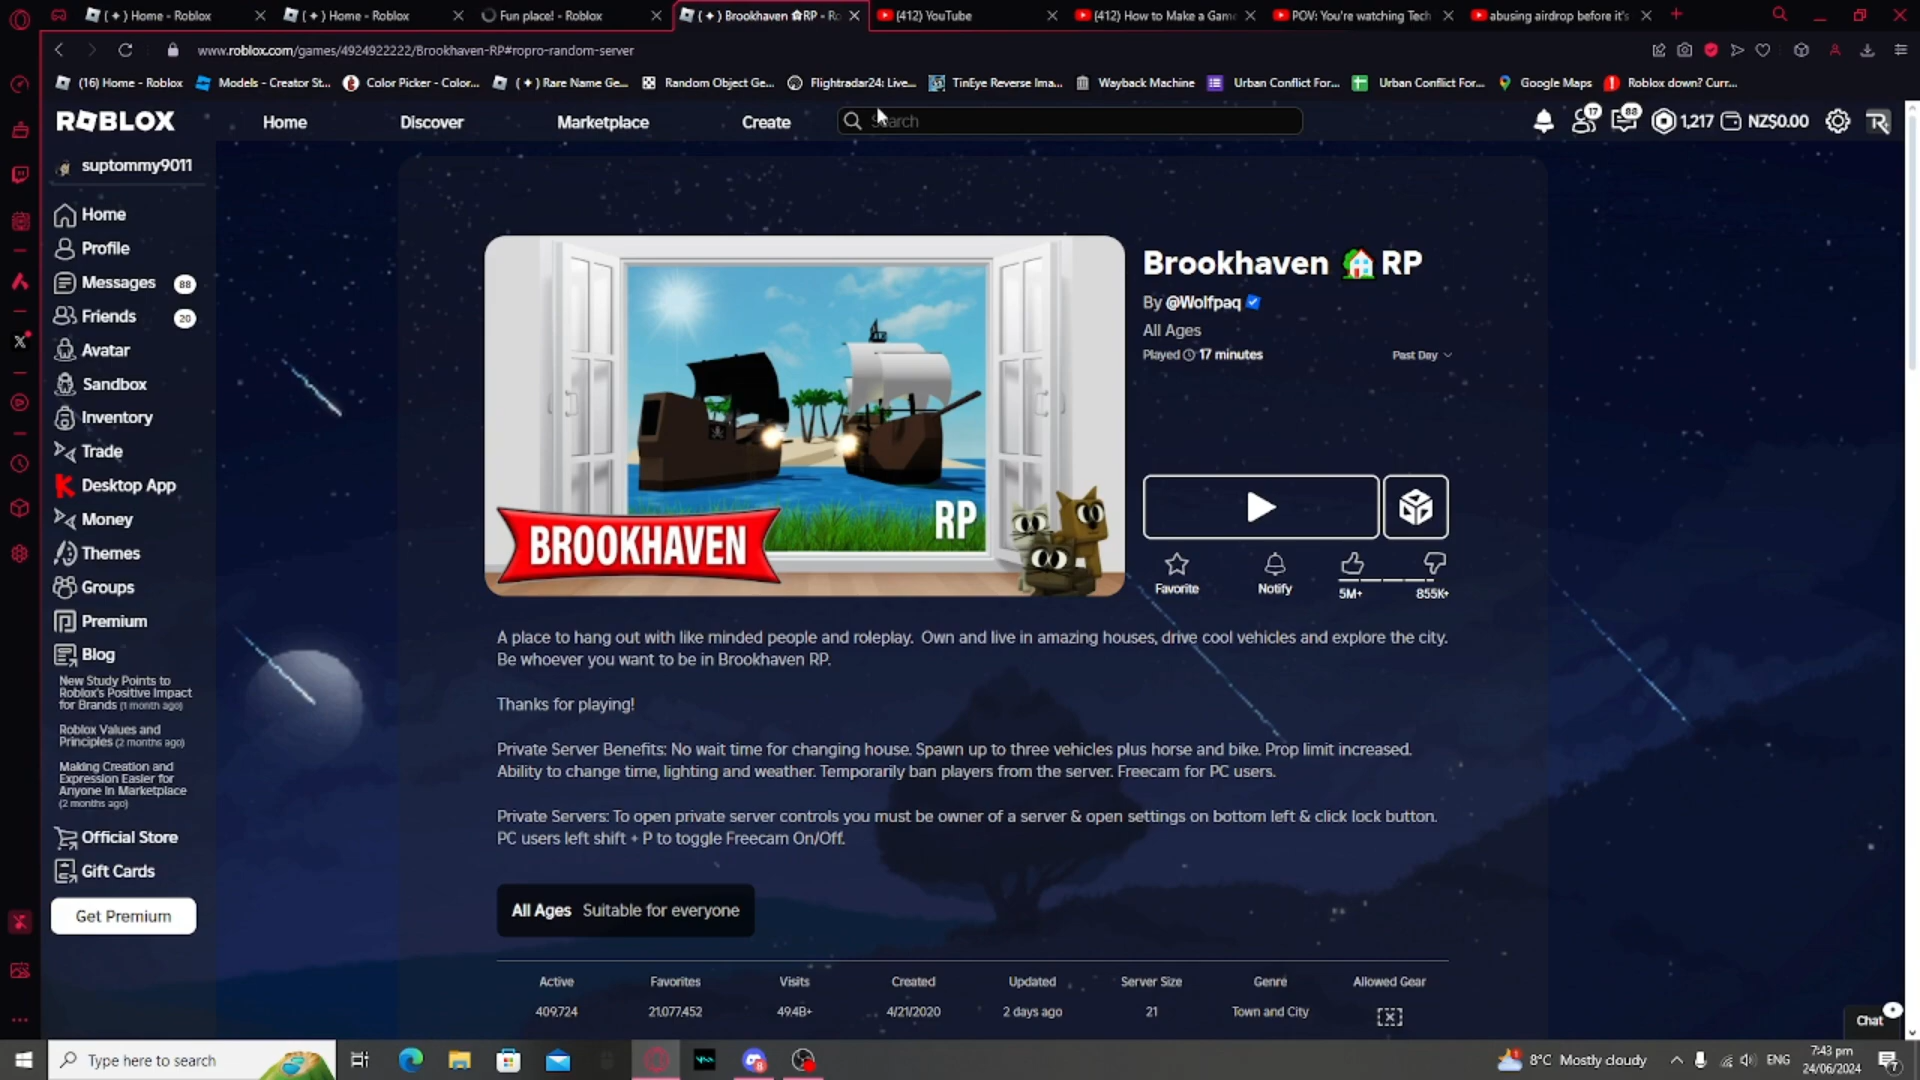 ( + ) Home - Roblox
( + ) Home - Roblox
Fun place! - Roblox
( + ) Brookhaven 🏠RP - Ro
(412) YouTube
(412) How to Make a Game
POV: You're watching Tech
abusing airdrop before it's
www.roblox.com/games/4924922222/Brookhaven-RP#ropro-random-server
(16) Home - Roblox
Models - Creator St...
Color Picker - Color...
( + ) Rare Name Ge...
Random Object Ge...
Flightradar24: Live...
TinEye Reverse Ima...
Wayback Machine
Urban Conflict For...
Urban Conflict For...
Google Maps
Roblox down? Curr...
ROBLOX
Home
Discover
Marketplace
Create
Search
17
88
1,217
NZ$0.00
suptommy9011
Home
Profile
Messages 88
Friends 20
Avatar
Sandbox
Inventory
Trade
Desktop App
Money
Themes
Groups
Premium
Blog
New Study Points to
Roblox's Positive Impact
for Brands (1 month ago)
Roblox Values and
Principles (2 months ago)
Making Creation and
Expression Easier for
Anyone In Marketplace
(2 months ago)
Official Store
Gift Cards
Get Premium
BROOKHAVEN
RP
Brookhaven 🏠 RP
By @Wolfpaq
All Ages
Played 17 minutes
Past Day
Favorite
Notify
5M+
855K+
A place to hang out with like minded people and roleplay. Own and live in amazing houses, drive cool vehicles and explore the city.
Be whoever you want to be in Brookhaven RP.
Thanks for playing!
Private Server Benefits: No wait time for changing house. Spawn up to three vehicles plus horse and bike. Prop limit increased.
Ability to change time, lighting and weather. Temporarily ban players from the server. Freecam for PC users.
Private Servers: To open private server controls you must be owner of a server & open settings on bottom left & click lock button.
PC users left shift + P to toggle Freecam On/Off.
All Ages Suitable for everyone
Active
Favorites
Visits
Created
Updated
Server Size
Genre
Allowed Gear
409,724
21,077,452
49.4B+
4/21/2020
2 days ago
21
Town and City
Chat
Type here to search
8°C Mostly cloudy
ENG
7:43 pm
24/06/2024